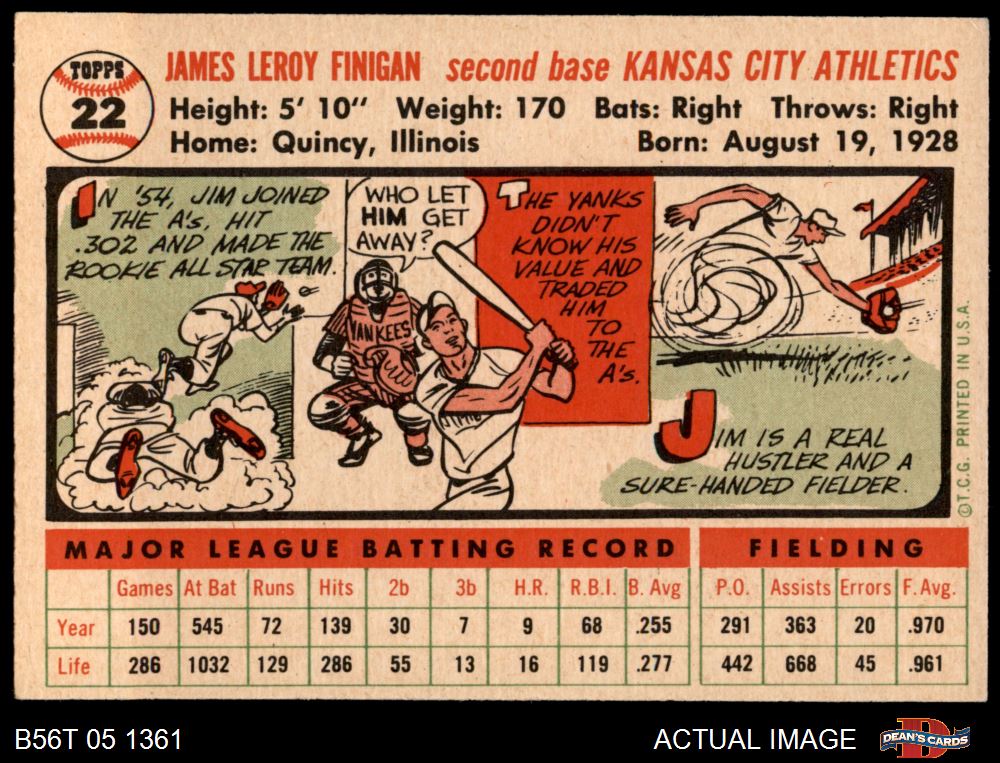 TOPPS
22
JAMES LEROY FINIGAN second base KANSAS CITY ATHLETICS
Height: 5' 10" Weight: 170 Bats: Right Throws: Right
Home: Quincy, Illinois Born: August 19, 1928
IN '54, JIM JOINED
THE A's, HIT
.302 AND MADE THE
ROOKIE ALL STAR TEAM.
WHO LET
HIM GET
AWAY?
YANKEES
THE YANKS
DIDN'T
KNOW HIS
VALUE AND
TRADED
HIM
TO
THE
A's.
JIM IS A REAL
HUSTLER AND A
SURE-HANDED FIELDER.
©T.C.G. PRINTED IN U.S.A.
MAJOR LEAGUE BATTING RECORD FIELDING
Games At Bat Runs Hits 2b 3b H.R. R.B.I. B. Avg P.O. Assists Errors F. Avg.
Year 150 545 72 139 30 7 9 68 .255 291 363 20 .970
Life 286 1032 129 286 55 13 16 119 .277 442 668 45 .961
B56T 05 1361 ACTUAL IMAGE DEAN'S CARDS